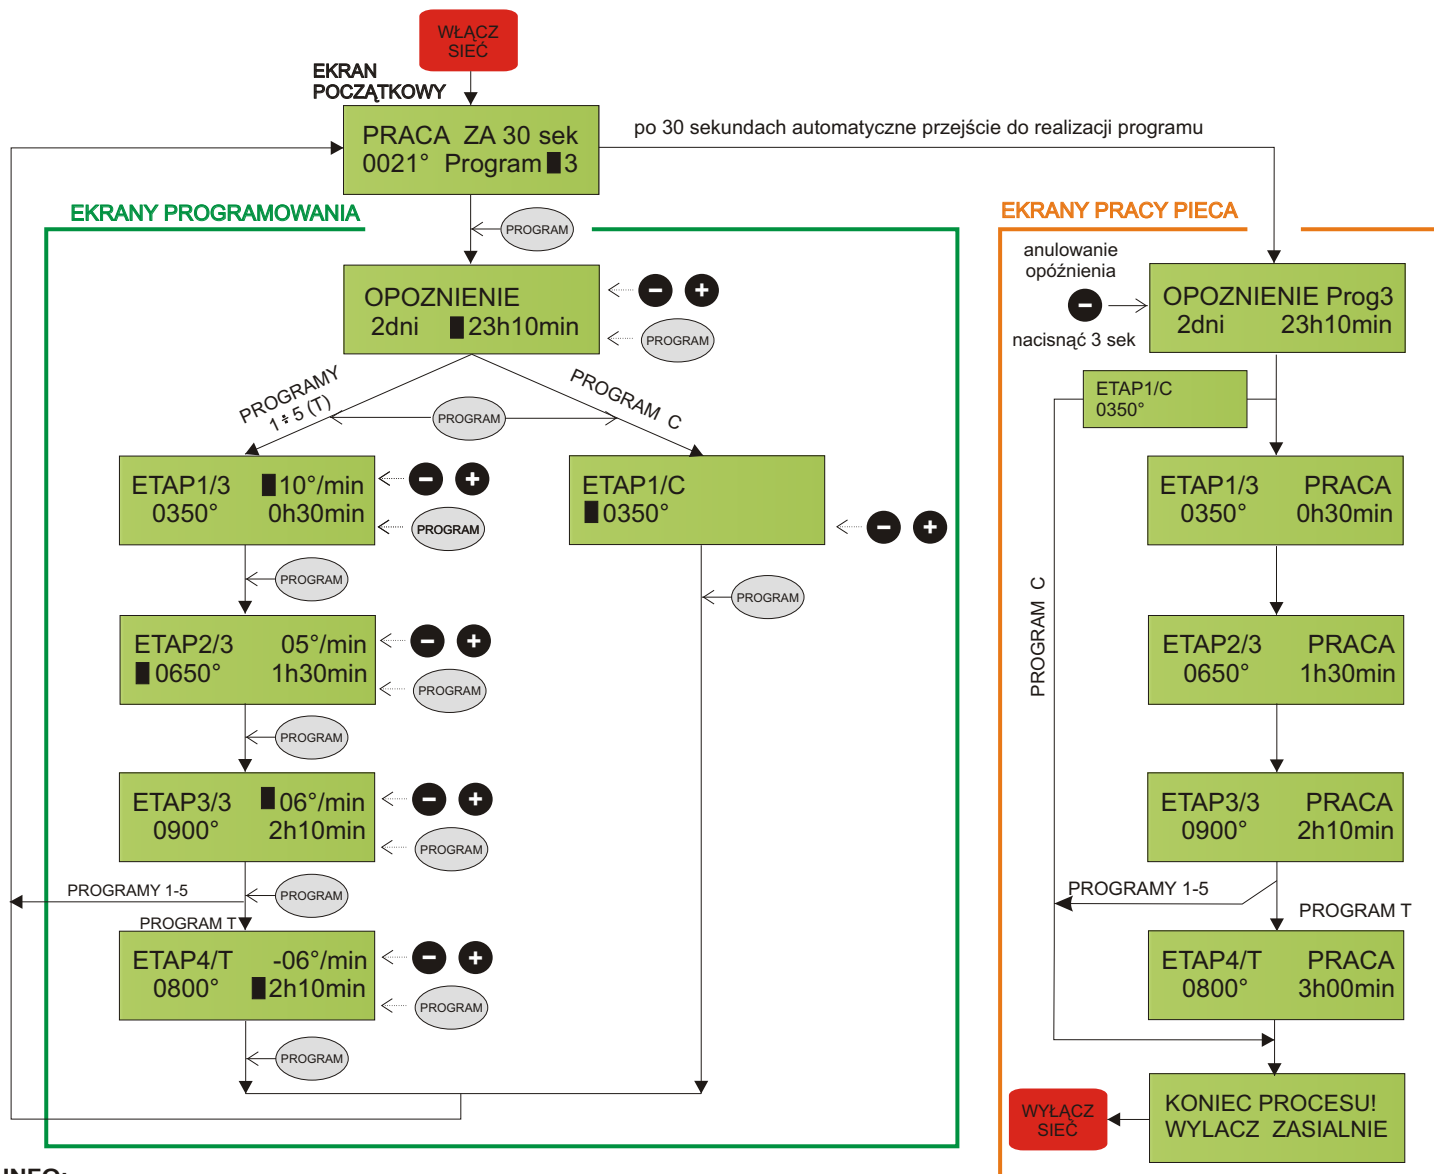 WŁĄCZ
SIEĆ
EKRAN
POCZĄTKOWY
PRACA ZA 30 sek
0021° Program 3
po 30 sekundach automatyczne przejście do realizacji programu
EKRANY PROGRAMOWANIA
PROGRAM
OPOZNIENIE
2dni 23h10min
PROGRAM
PROGRAMY
1÷5 (T)
PROGRAM
PROGRAM C
ETAP1/3 10°/min
0350° 0h30min
PROGRAM
ETAP1/C
0350°
PROGRAM
PROGRAM
ETAP2/3 05°/min
0650° 1h30min
PROGRAM
PROGRAM
ETAP3/3 06°/min
0900° 2h10min
PROGRAM
PROGRAMY 1-5
PROGRAM
PROGRAM T
ETAP4/T -06°/min
0800° 2h10min
PROGRAM
PROGRAM
EKRANY PRACY PIECA
anulowanie
opóźnienia
nacisnąć 3 sek
OPOZNIENIE Prog3
2dni 23h10min
ETAP1/C
0350°
PROGRAM C
ETAP1/3 PRACA
0350° 0h30min
ETAP2/3 PRACA
0650° 1h30min
ETAP3/3 PRACA
0900° 2h10min
PROGRAMY 1-5
PROGRAM T
ETAP4/T PRACA
0800° 3h00min
KONIEC PROCESU!
WYLACZ ZASIALNIE
WYŁĄCZ
SIEĆ
INFO: